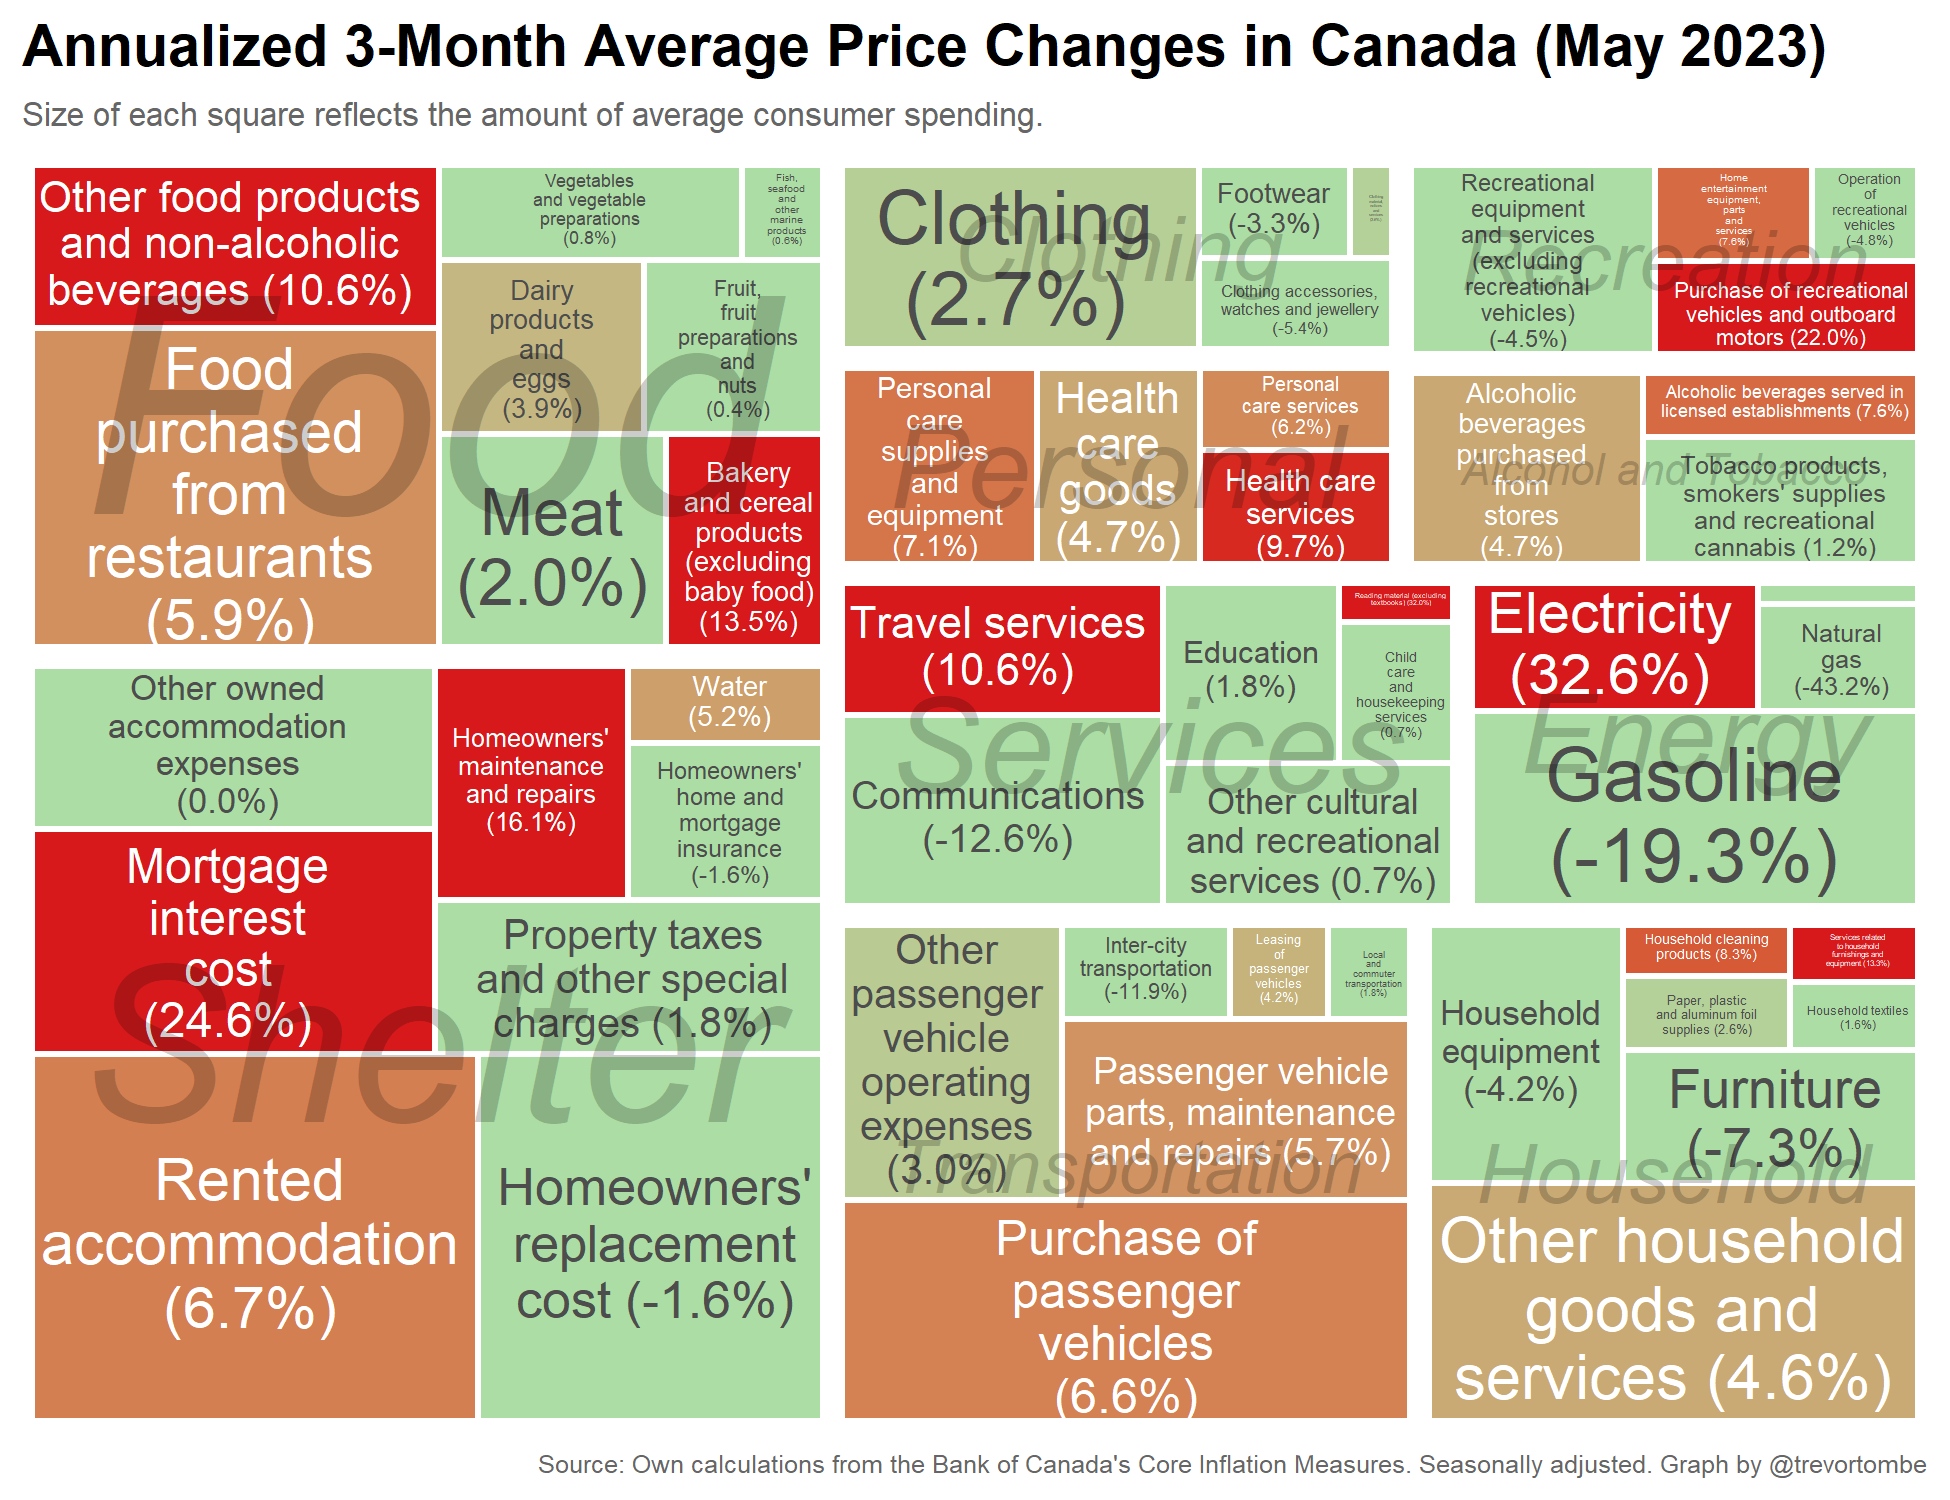 Annualized 3-Month Average Price Changes in Canada (May 2023)
Size of each square reflects the amount of average consumer spending.
Food
Other food products
and non-alcoholic
beverages (10.6%)
Vegetables
and vegetable
preparations
(0.8%)
Fish,
seafood
and
other
marine
products
(0.6%)
Food
purchased
from
restaurants
(5.9%)
Dairy
products
and
eggs
(3.9%)
Fruit,
fruit
preparations
and
nuts
(0.4%)
Meat
(2.0%)
Bakery
and cereal
products
(excluding
baby food)
(13.5%)
Clothing
Clothing
(2.7%)
Footwear
(-3.3%)
Clothing accessories,
watches and jewellery
(-5.4%)
Recreation
Recreational
equipment
and services
(excluding
recreational
vehicles)
(-4.5%)
Home
entertainment
equipment,
parts
and
services
(7.6%)
Operation
of
recreational
vehicles
(-4.8%)
Purchase of recreational
vehicles and outboard
motors (22.0%)
Personal
Personal
care
supplies
and
equipment
(7.1%)
Health
care
goods
(4.7%)
Personal
care services
(6.2%)
Health care
services
(9.7%)
Alcohol and Tobacco
Alcoholic
beverages
purchased
from
stores
(4.7%)
Alcoholic beverages served in
licensed establishments (7.6%)
Tobacco products,
smokers' supplies
and recreational
cannabis (1.2%)
Shelter
Other owned
accommodation
expenses
(0.0%)
Homeowners'
maintenance
and repairs
(16.1%)
Water
(5.2%)
Homeowners'
home and
mortgage
insurance
(-1.6%)
Mortgage
interest
cost
(24.6%)
Property taxes
and other special
charges (1.8%)
Rented
accommodation
(6.7%)
Homeowners'
replacement
cost (-1.6%)
Services
Travel services
(10.6%)
Education
(1.8%)
Reading material (excluding
textbooks) (32.0%)
Child
care
and
housekeeping
services
(0.7%)
Communications
(-12.6%)
Other cultural
and recreational
services (0.7%)
Energy
Electricity
(32.6%)
Natural
gas
(-43.2%)
Gasoline
(-19.3%)
Transportation
Other
passenger
vehicle
operating
expenses
(3.0%)
Inter-city
transportation
(-11.9%)
Leasing
of
passenger
vehicles
(4.2%)
Local
and
commuter
transportation
(1.8%)
Passenger vehicle
parts, maintenance
and repairs (5.7%)
Purchase of
passenger
vehicles
(6.6%)
Household
Household
equipment
(-4.2%)
Household cleaning
products (8.3%)
Services related
to household
furnishings and
equipment (13.3%)
Paper, plastic
and aluminum foil
supplies (2.6%)
Household textiles
(1.6%)
Furniture
(-7.3%)
Other household
goods and
services (4.6%)
Source: Own calculations from the Bank of Canada's Core Inflation Measures. Seasonally adjusted. Graph by @trevortombe